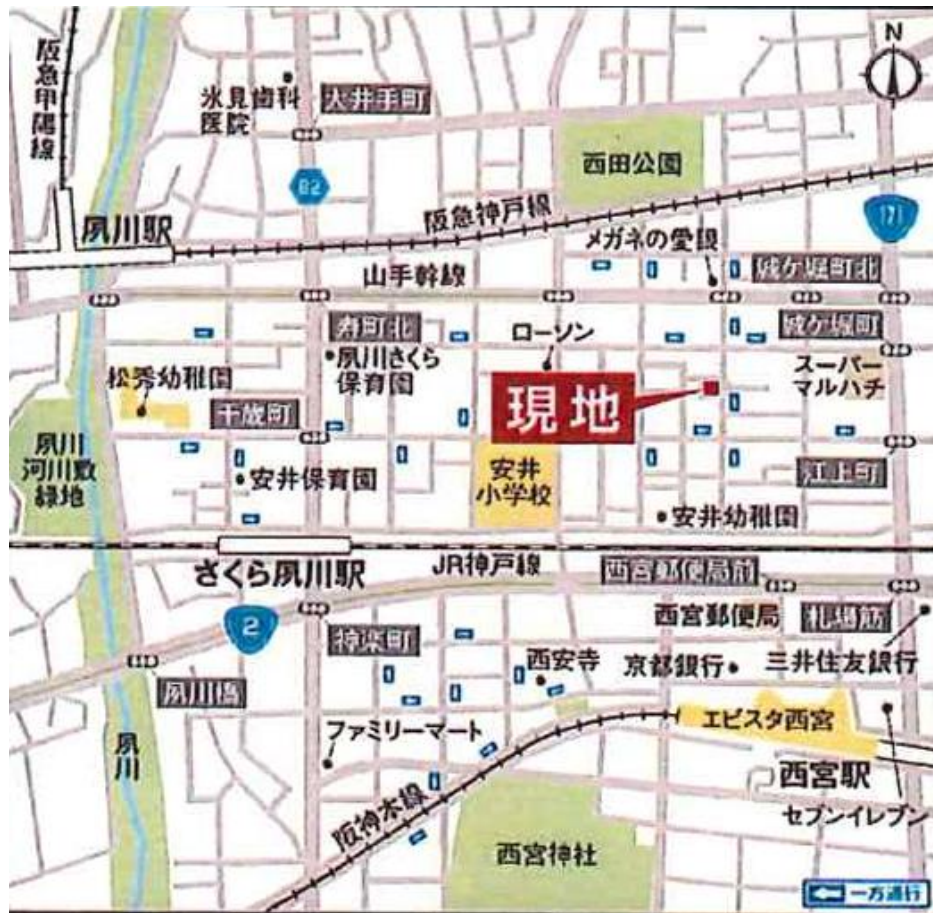 阪急甲陽線
氷見歯科
医院
大井手町
N
西田公園
82
171
阪急神戸線
夙川駅
メガネの愛眼
城ケ堀町北
山手幹線
寿町北
ローソン
城ケ堀町
夙川さくら
保育園
スーパー
マルハチ
松秀幼稚園
現地
千歳町
夙川
河川敷
緑地
安井保育園
安井
小学校
江上町
安井幼稚園
さくら夙川駅
JR神戸線
西宮郵便局前
2
西宮郵便局
札場筋
神楽町
西安寺
京都銀行
三井住友銀行
夙川橋
エビスタ西宮
ファミリーマート
夙川
西宮駅
阪神本線
セブンイレブン
西宮神社
一方通行